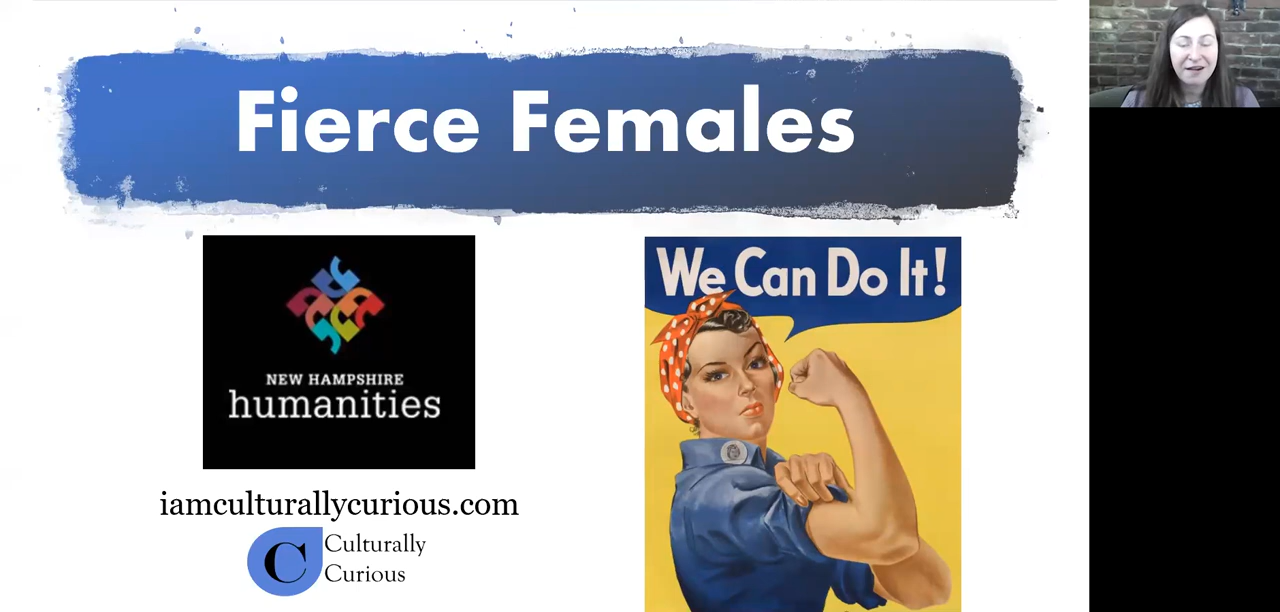 Fierce Females
NEW HAMPSHIRE
humanities
iamculturallycurious.com
C
Culturally
Curious
We Can Do It!